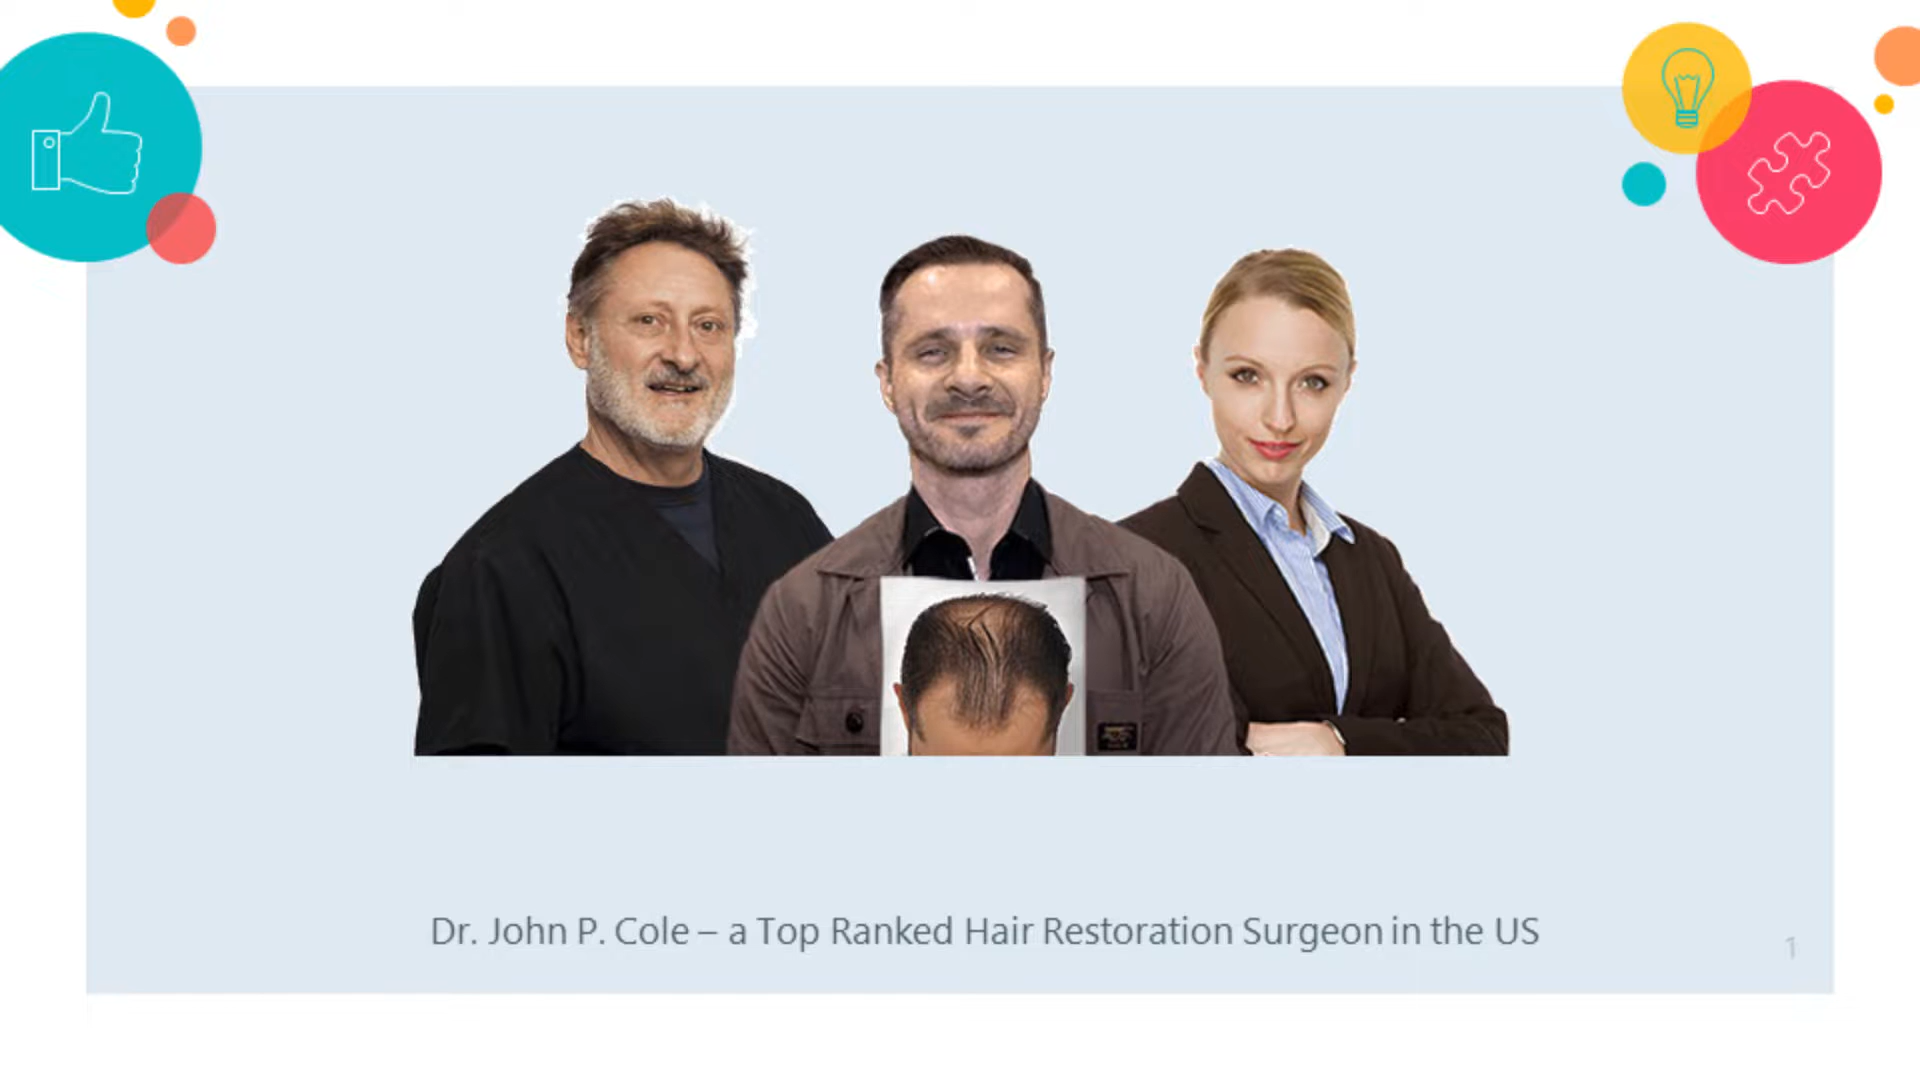 Dr. John P. Cole – a Top Ranked Hair Restoration Surgeon in the US
1